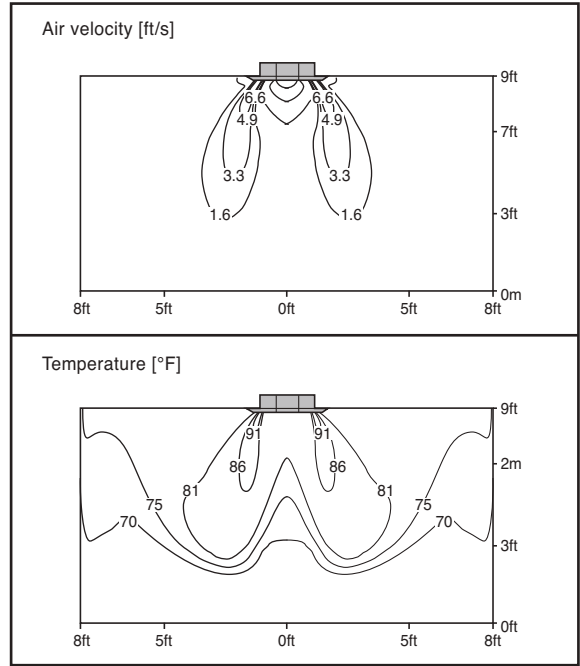 Air velocity [ft/s]
9ft
6.6 6.6
4.9 4.9
7ft
3.3 3.3
1.6 1.6
3ft
0m
8ft 5ft 0ft 5ft 8ft
Temperature [°F]
9ft
91 91
86 86
2m
81 81
75 75
70 70
3ft
0ft
8ft 5ft 0ft 5ft 8ft